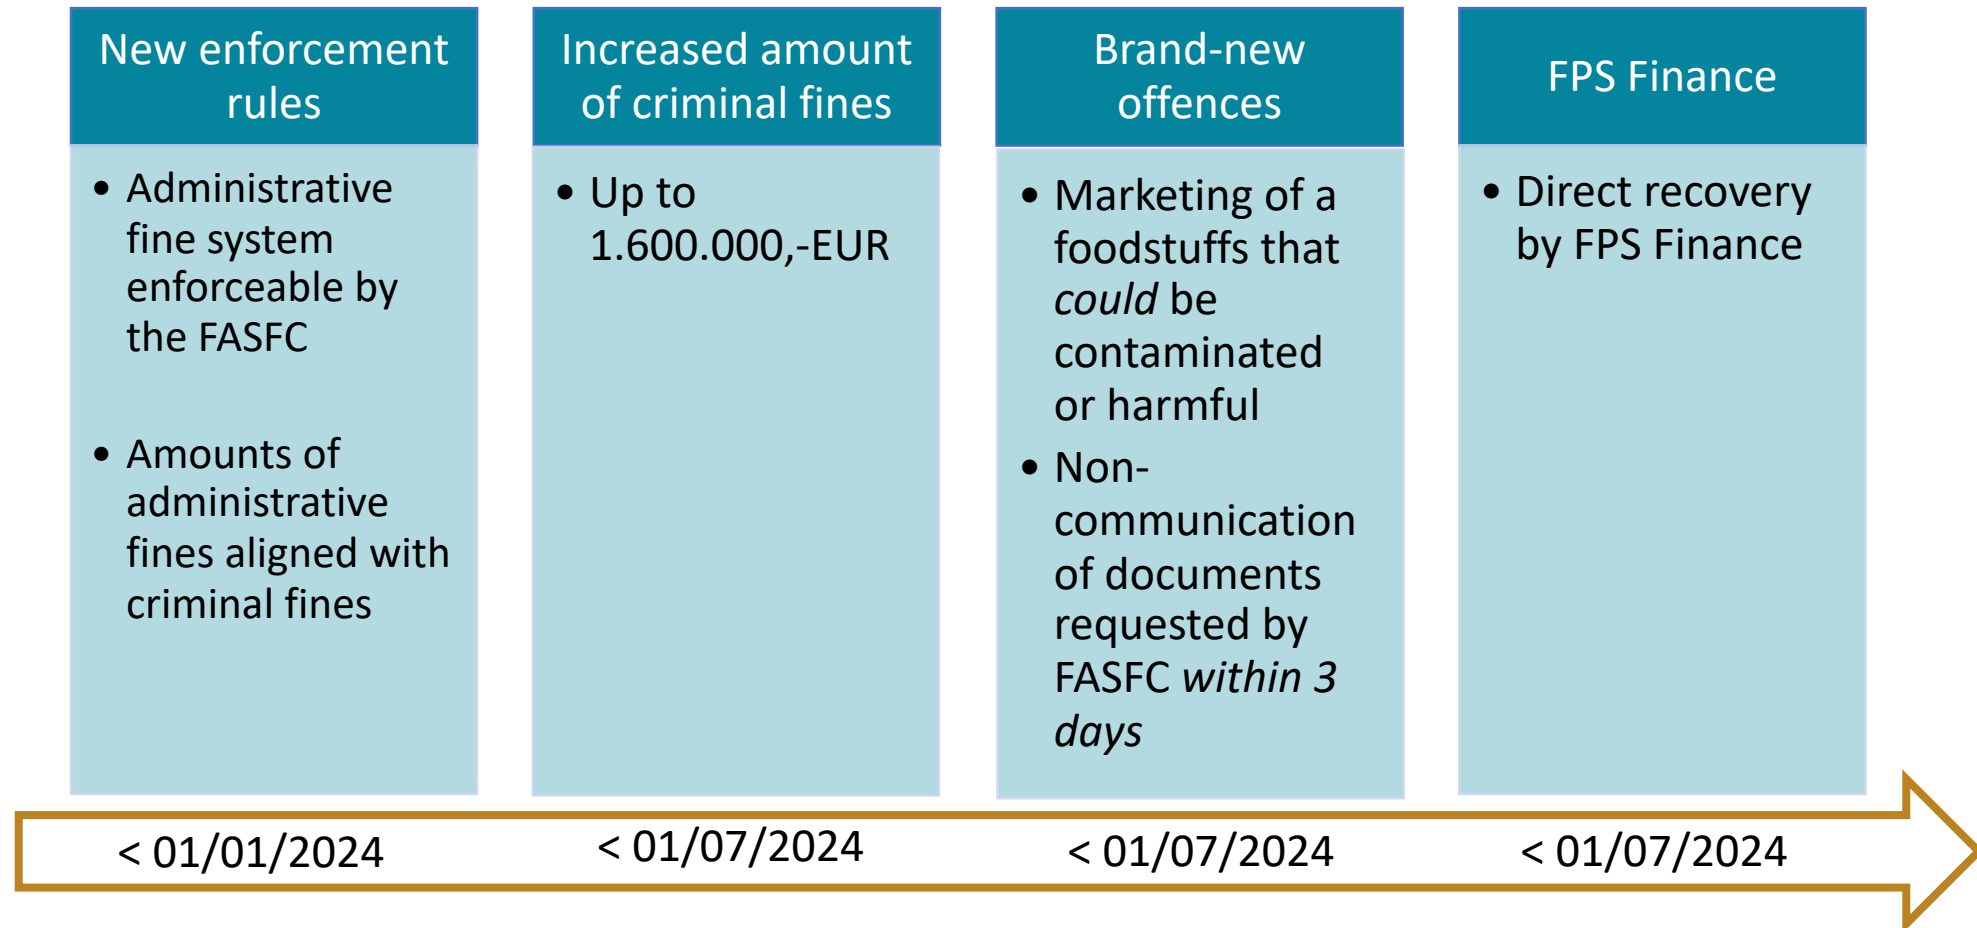 New enforcement
rules
• Administrative
fine system
enforceable by
the FASFC
• Amounts of
administrative
fines aligned with
criminal fines
Increased amount
of criminal fines
• Up to
1.600.000,-EUR
Brand-new
offences
• Marketing of a
foodstuffs that
could be
contaminated
or harmful
• Non-
communication
of documents
requested by
FASFC within 3
days
FPS Finance
• Direct recovery
by FPS Finance
< 01/01/2024
< 01/07/2024
< 01/07/2024
< 01/07/2024